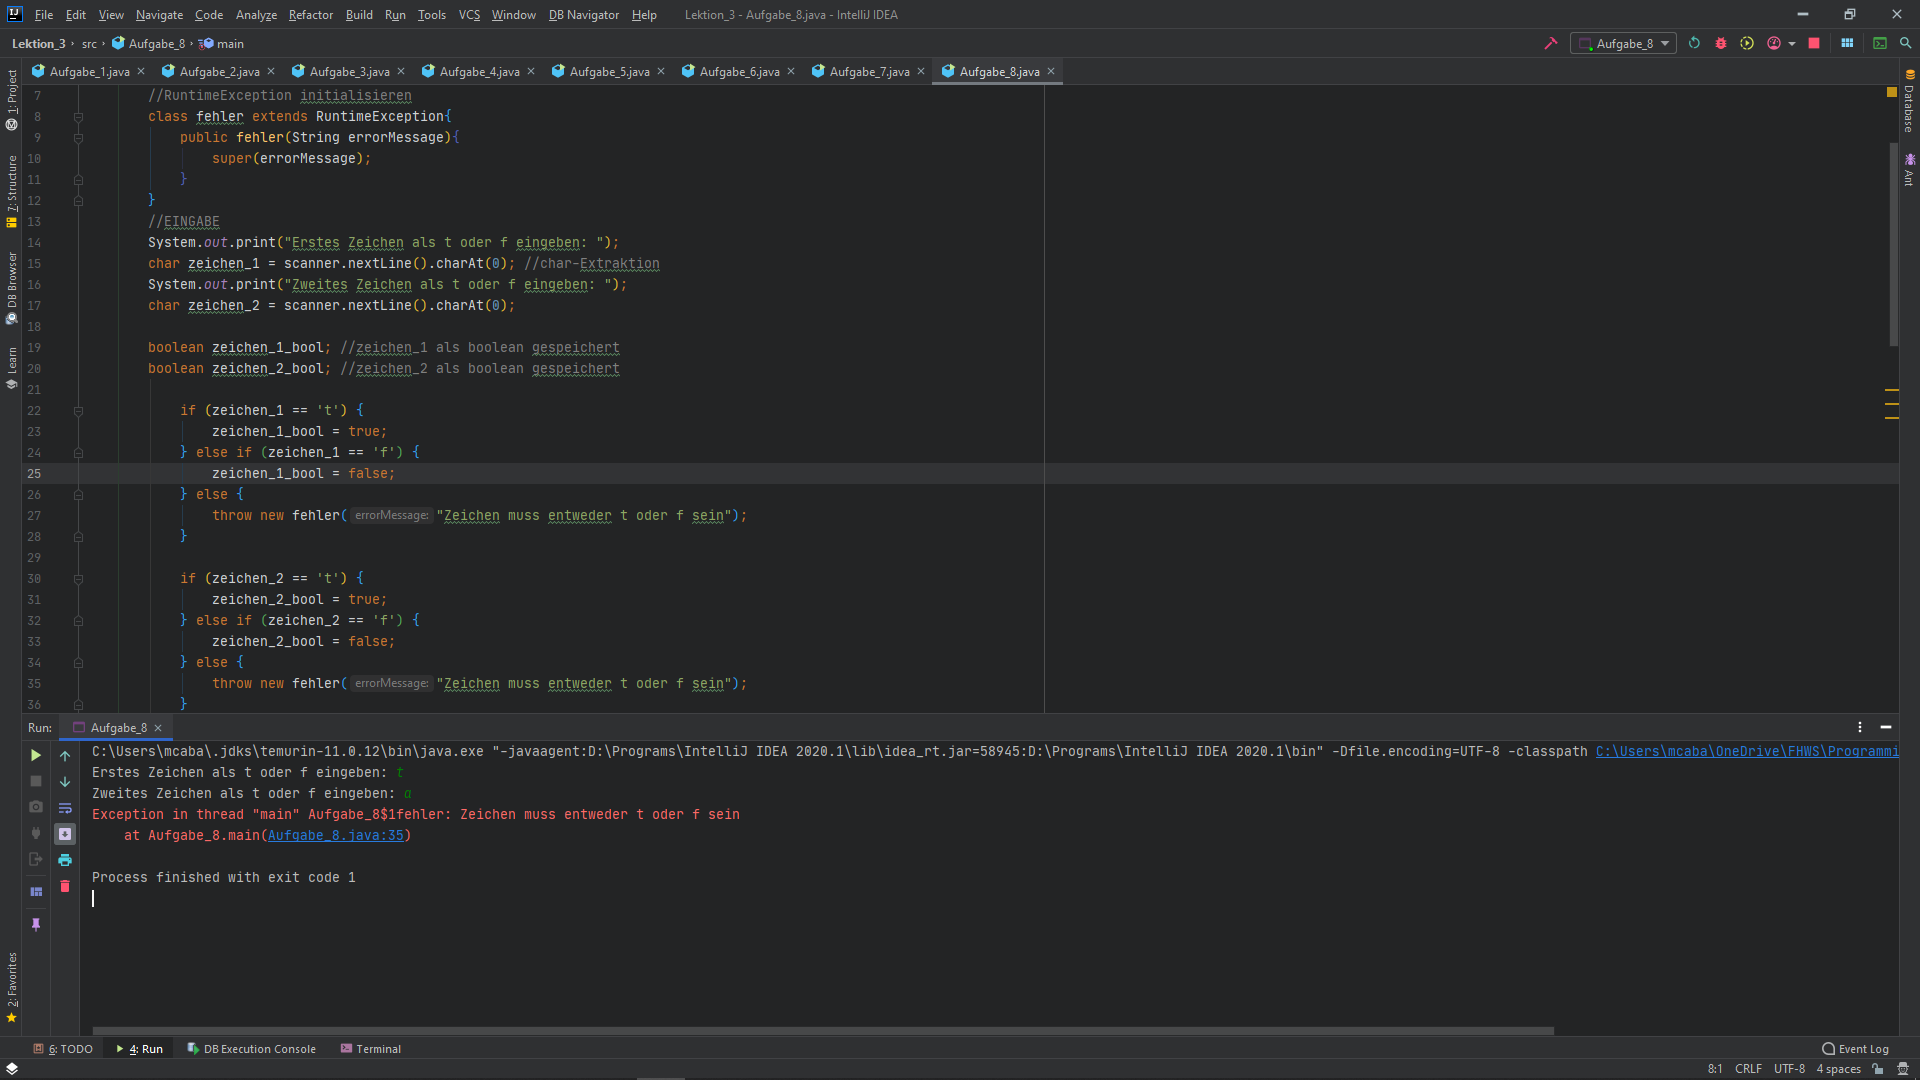 File Edit View Navigate Code Analyze Refactor Build Run Tools VCS Window DB Navigator Help Lektion_3 - Aufgabe_8.java - IntelliJ IDEA
Lektion_3 src Aufgabe_8 main Aufgabe_8
Aufgabe_1.java Aufgabe_2.java Aufgabe_3.java Aufgabe_4.java Aufgabe_5.java Aufgabe_6.java Aufgabe_7.java Aufgabe_8.java
1: Project
7: Structure
DB Browser
Learn
2: Favorites
Database
Ant
7 //RuntimeException initialisieren
8 class fehler extends RuntimeException{
9 public fehler(String errorMessage){
10 super(errorMessage);
11 }
12 }
13 //EINGABE
14 System.out.print("Erstes Zeichen als t oder f eingeben: ");
15 char zeichen_1 = scanner.nextLine().charAt(0); //char-Extraktion
16 System.out.print("Zweites Zeichen als t oder f eingeben: ");
17 char zeichen_2 = scanner.nextLine().charAt(0);
18
19 boolean zeichen_1_bool; //zeichen_1 als boolean gespeichert
20 boolean zeichen_2_bool; //zeichen_2 als boolean gespeichert
21
22 if (zeichen_1 == 't') {
23 zeichen_1_bool = true;
24 } else if (zeichen_1 == 'f') {
25 zeichen_1_bool = false;
26 } else {
27 throw new fehler( errorMessage: "Zeichen muss entweder t oder f sein");
28 }
29
30 if (zeichen_2 == 't') {
31 zeichen_2_bool = true;
32 } else if (zeichen_2 == 'f') {
33 zeichen_2_bool = false;
34 } else {
35 throw new fehler( errorMessage: "Zeichen muss entweder t oder f sein");
36 }
Run: Aufgabe_8
C:\Users\mcaba\.jdks\temurin-11.0.12\bin\java.exe "-javaagent:D:\Programs\IntelliJ IDEA 2020.1\lib\idea_rt.jar=58945:D:\Programs\IntelliJ IDEA 2020.1\bin" -Dfile.encoding=UTF-8 -classpath C:\Users\mcaba\OneDrive\FHWS\Programmi
Erstes Zeichen als t oder f eingeben: t
Zweites Zeichen als t oder f eingeben: a
Exception in thread "main" Aufgabe_8$1fehler: Zeichen muss entweder t oder f sein
at Aufgabe_8.main(Aufgabe_8.java:35)
Process finished with exit code 1
6: TODO 4: Run DB Execution Console Terminal Event Log
8:1 CRLF UTF-8 4 spaces